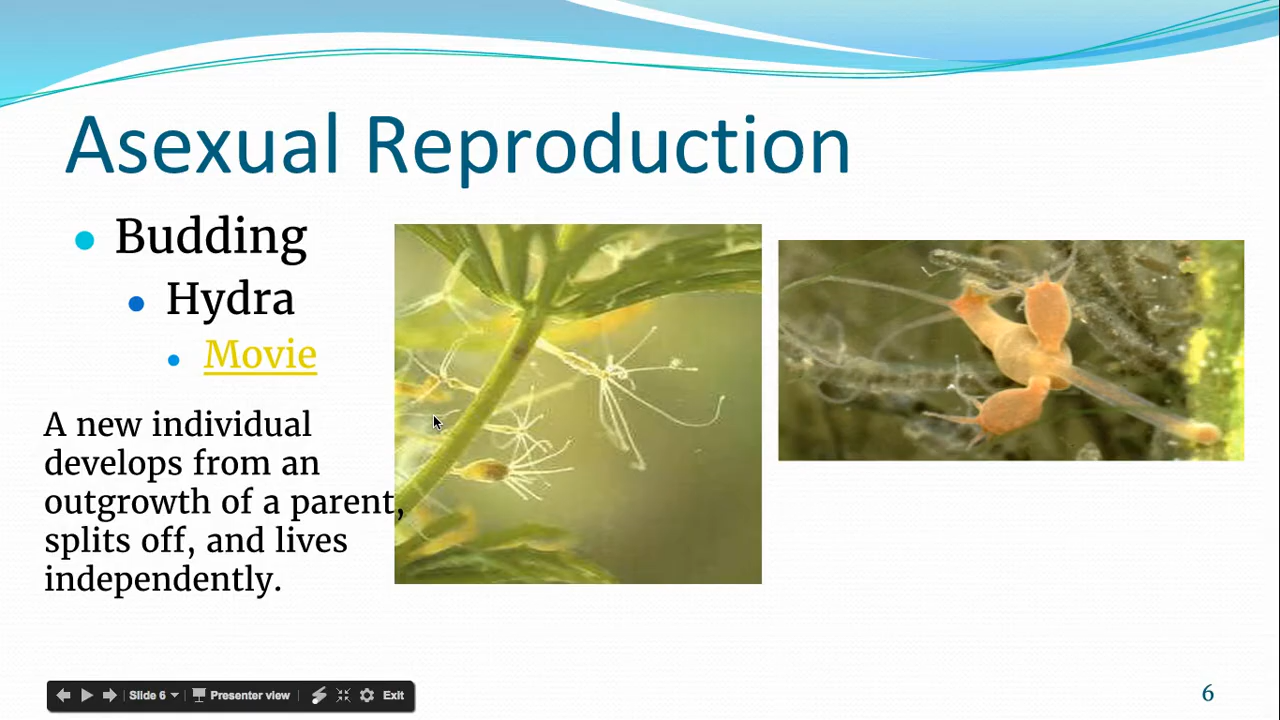 Asexual Reproduction
Budding
Hydra
Movie
A new individual
develops from an
outgrowth of a parent,
splits off, and lives
independently.
Slide 6
Presenter view
Exit
6